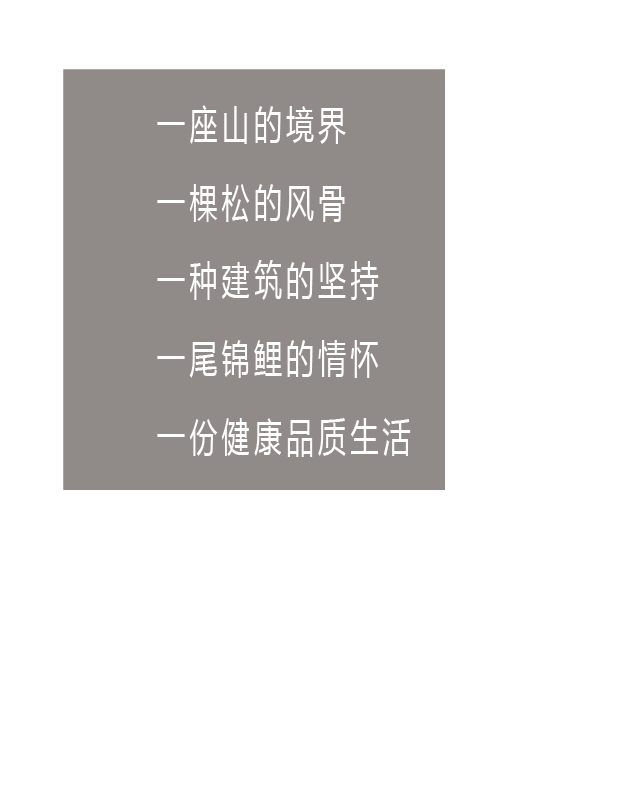 一座山的境界
一棵松的风骨
一种建筑的坚持
一尾锦鲤的情怀
一份健康品质生活